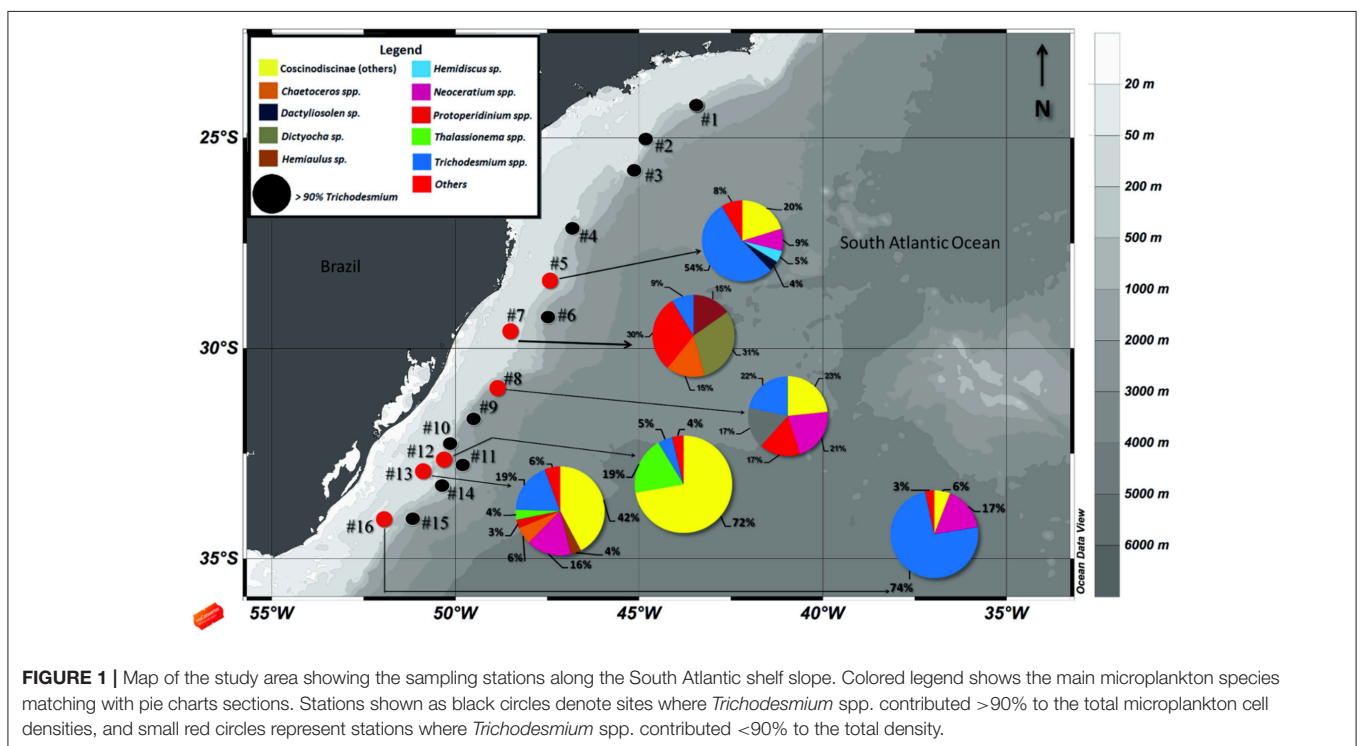 Legend
Coscinodiscinae (others)
Chaetoceros spp.
Dactyliosolen sp.
Dictyocha sp.
Hemiaulus sp.
Hemidiscus sp.
Neoceratium spp.
Protoperidinium spp.
Thalassionema spp.
Trichodesmium spp.
Others
> 90% Trichodesmium
N
Brazil
South Atlantic Ocean
25°S
30°S
35°S
55°W
50°W
45°W
40°W
35°W
#1
#2
#3
#4
#5
#6
#7
#8
#9
#10
#11
#12
#13
#14
#15
#16
8%
20%
9%
5%
4%
54%
9%
15%
31%
15%
30%
22%
23%
21%
17%
17%
5%
4%
19%
72%
6%
19%
4%
3%
6%
16%
4%
42%
3%
6%
17%
74%
20 m
50 m
200 m
500 m
1000 m
2000 m
3000 m
4000 m
5000 m
6000 m
Ocean Data View
FIGURE 1 | Map of the study area showing the sampling stations along the South Atlantic shelf slope. Colored legend shows the main microplankton species
matching with pie charts sections. Stations shown as black circles denote sites where Trichodesmium spp. contributed >90% to the total microplankton cell
densities, and small red circles represent stations where Trichodesmium spp. contributed <90% to the total density.